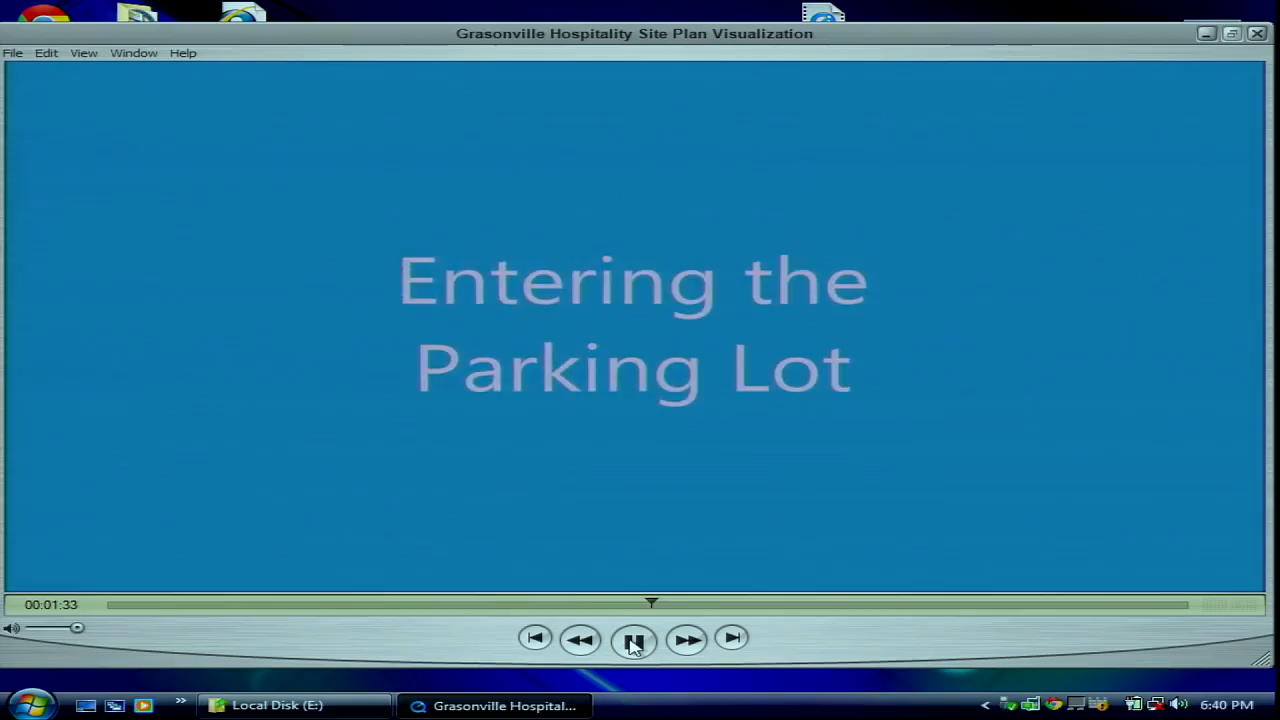 Grasonville Hospitality Site Plan Visualization
File Edit View Window Help
Entering the
Parking Lot
00:01:33
Local Disk (E:)
Grasonville Hospital...
6:40 PM